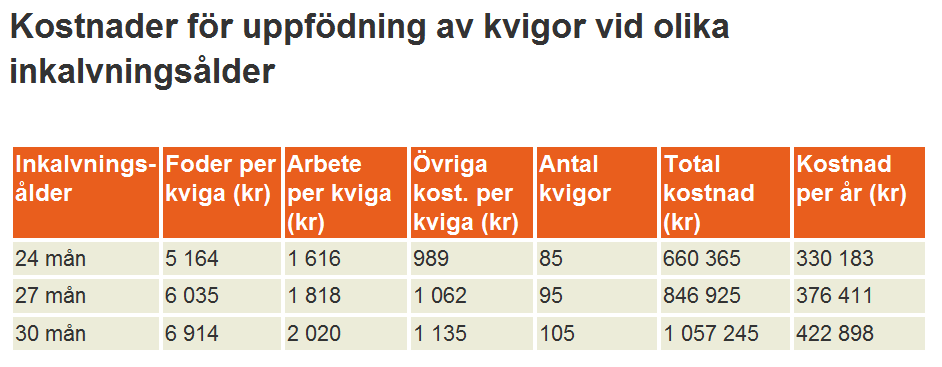 Kostnader för uppfödning av kvigor vid olika
inkalvningsålder
Inkalvnings-
ålder
Foder per
kviga (kr)
Arbete
per kviga
(kr)
Övriga
kost. per
kviga (kr)
Antal
kvigor
Total
kostnad
(kr)
Kostnad
per år (kr)
24 mån 5 164 1 616 989 85 660 365 330 183
27 mån 6 035 1 818 1 062 95 846 925 376 411
30 mån 6 914 2 020 1 135 105 1 057 245 422 898